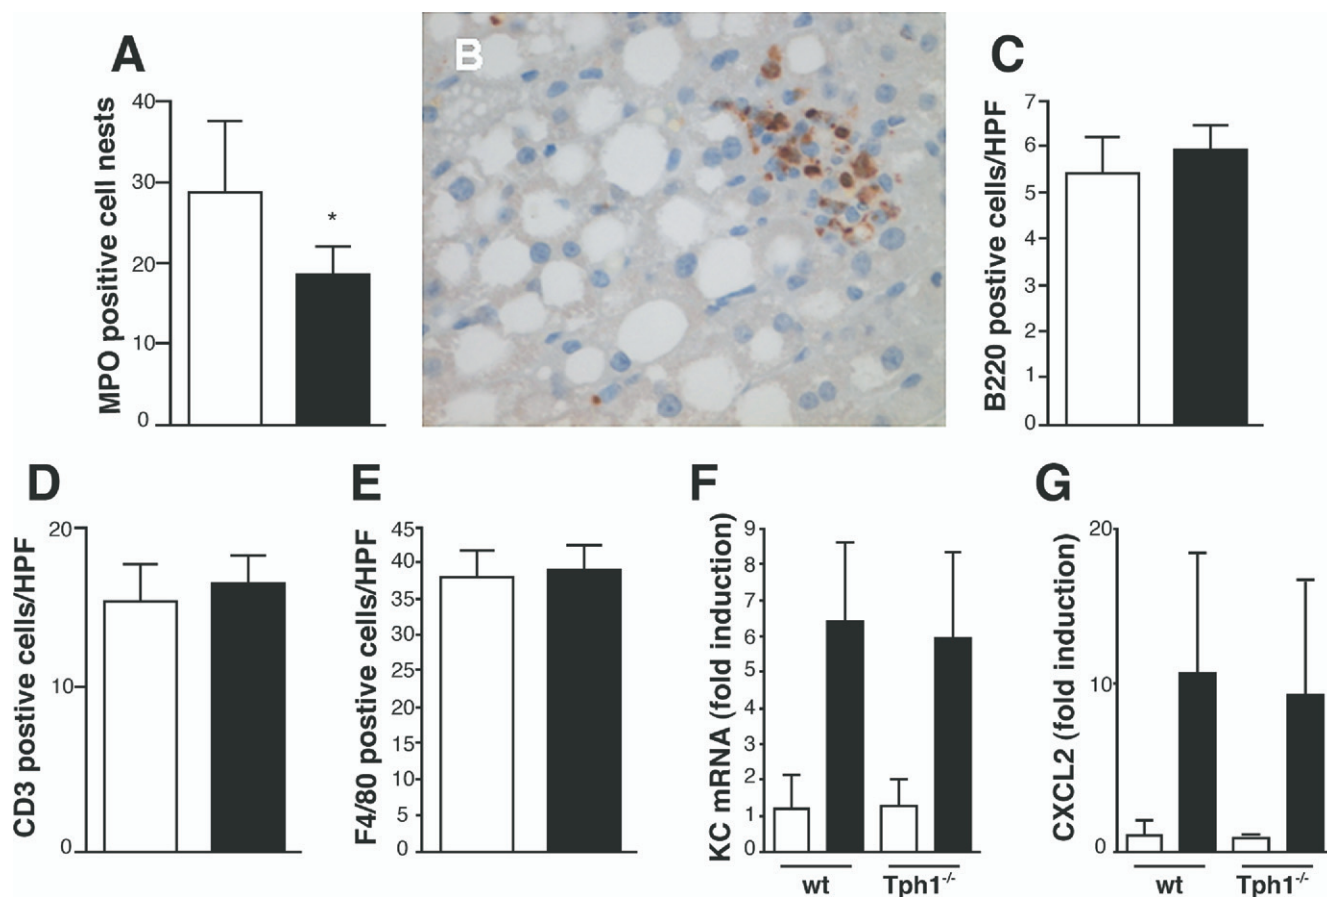 A
MPO positive cell nests
40
30
20
10
0
*
B
C
B220 postive cells/HPF
7
6
5
4
3
2
1
0
D
CD3 postive cells/HPF
20
10
0
E
F4/80 postive cells/HPF
45
40
35
30
25
20
15
10
5
0
F
KC mRNA (fold induction)
9
8
7
6
5
4
3
2
1
0
wt
Tph1-/-
G
CXCL2 (fold induction)
20
10
0
wt
Tph1-/-